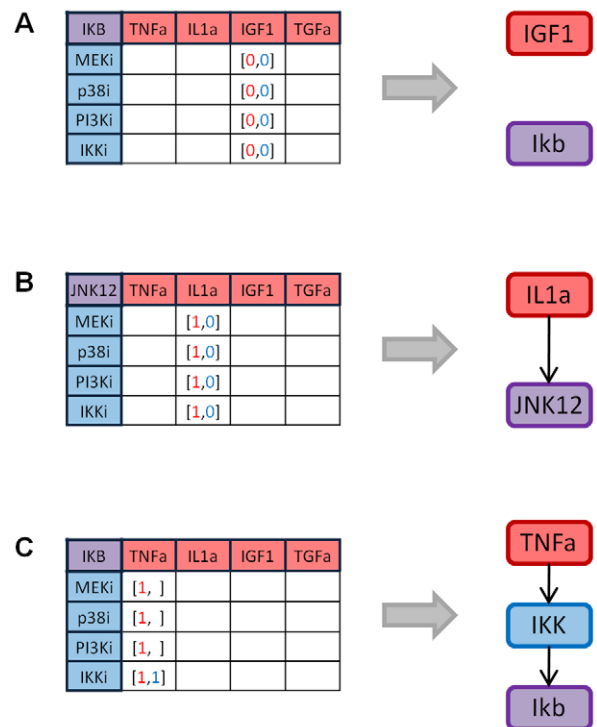 A
IKB TNFa IL1a IGF1 TGFa
MEKi [0,0]
p38i [0,0]
PI3Ki [0,0]
IKKi [0,0]
IGF1
Ikb
B
JNK12 TNFa IL1a IGF1 TGFa
MEKi [1,0]
p38i [1,0]
PI3Ki [1,0]
IKKi [1,0]
IL1a
JNK12
C
IKB TNFa IL1a IGF1 TGFa
MEKi [1, ]
p38i [1, ]
PI3Ki [1, ]
IKKi [1,1]
TNFa
IKK
Ikb